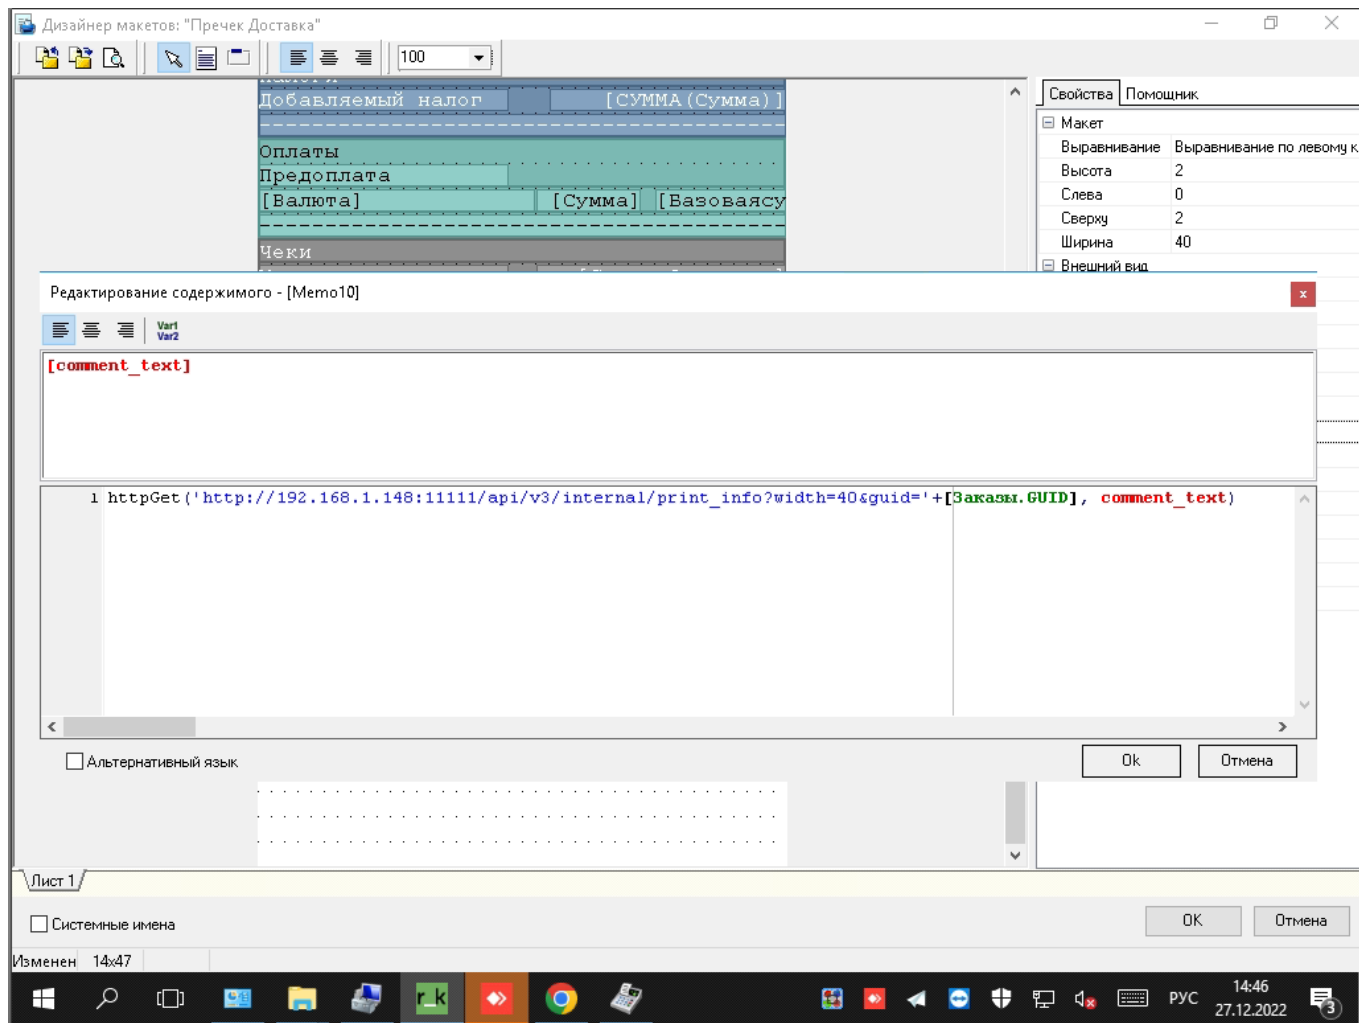 Дизайнер макетов: "Пречек Доставка"
100
Добавляемый налог [СУММА(Сумма)]
Оплаты
Предоплата
[Валюта] [Сумма] [Базоваясу
Чеки
Свойства Помощник
Макет
Выравнивание Выравнивание по левому к
Высота 2
Слева 0
Сверху 2
Ширина 40
Внешний вид
Редактирование содержимого - [Memo10]
Var1
Var2
[comment_text]
1 httpGet('http://192.168.1.148:11111/api/v3/internal/print_info?width=40&guid='+[Заказы.GUID], comment_text)
Альтернативный язык
Ok Отмена
Лист 1
Системные имена
OK Отмена
Изменен 14x47
r_k
РУС
14:46
27.12.2022
3